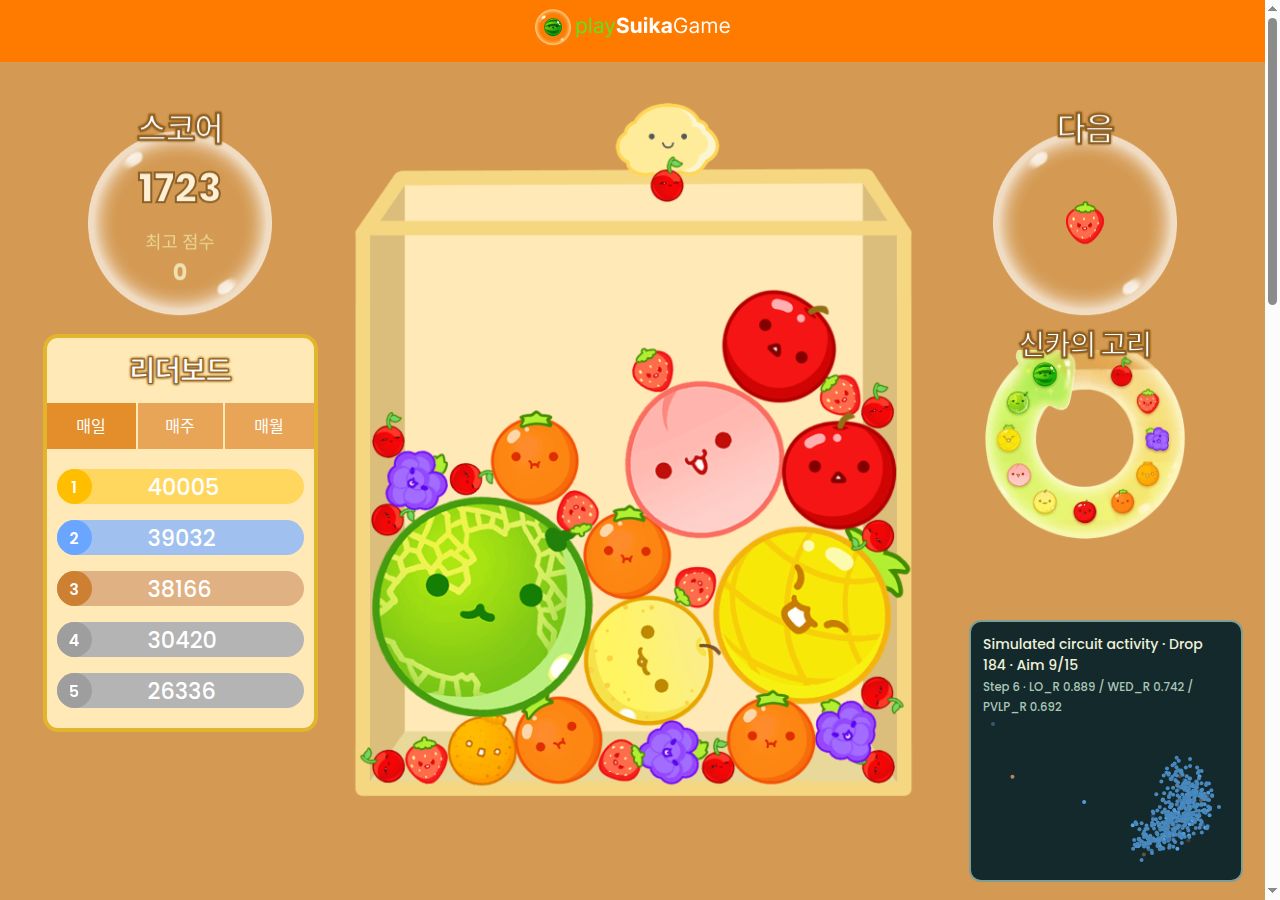 playSuikaGame
스코어
1723
최고 점수
0
리더보드
매일 매주 매월
1 40005
2 39032
3 38166
4 30420
5 26336
다음
신카의 고리
Simulated circuit activity · Drop
184 · Aim 9/15
Step 6 · LO_R 0.889 / WED_R 0.742 /
PVLP_R 0.692